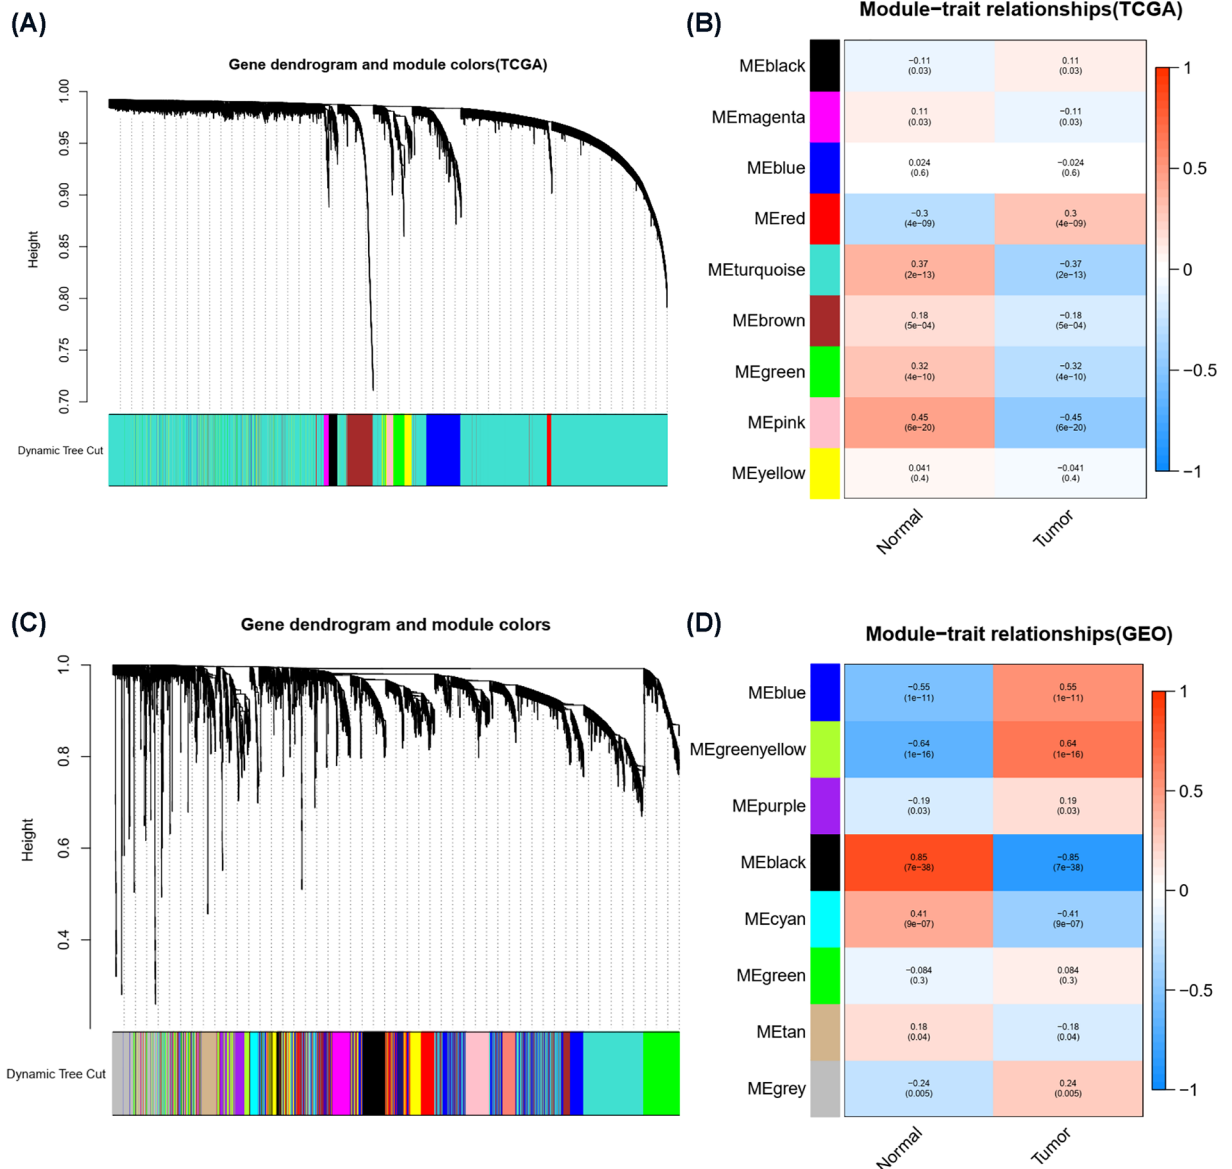 (A)
Gene dendrogram and module colors(TCGA)
1.00
0.95
0.90
0.85
0.80
0.75
0.70
Height
Dynamic Tree Cut
(B)
Module−trait relationships(TCGA)
MEblack
−0.11
(0.03)
0.11
(0.03)
MEmagenta
0.11
(0.03)
−0.11
(0.03)
MEblue
0.024
(0.6)
−0.024
(0.6)
MEred
−0.3
(4e−09)
0.3
(4e−09)
MEturquoise
0.37
(2e−13)
−0.37
(2e−13)
MEbrown
0.18
(5e−04)
−0.18
(5e−04)
MEgreen
0.32
(4e−10)
−0.32
(4e−10)
MEpink
0.45
(6e−20)
−0.45
(6e−20)
MEyellow
0.041
(0.4)
−0.041
(0.4)
Normal
Tumor
1
0.5
0
−0.5
−1
(C)
Gene dendrogram and module colors
1.0
0.8
0.6
0.4
Height
Dynamic Tree Cut
(D)
Module−trait relationships(GEO)
MEblue
−0.55
(1e−11)
0.55
(1e−11)
MEgreenyellow
−0.64
(1e−16)
0.64
(1e−16)
MEpurple
−0.19
(0.03)
0.19
(0.03)
MEblack
0.85
(7e−38)
−0.85
(7e−38)
MEcyan
0.41
(9e−07)
−0.41
(9e−07)
MEgreen
−0.084
(0.3)
0.084
(0.3)
MEtan
0.18
(0.04)
−0.18
(0.04)
MEgrey
−0.24
(0.005)
0.24
(0.005)
Normal
Tumor
1
0.5
0
−0.5
−1